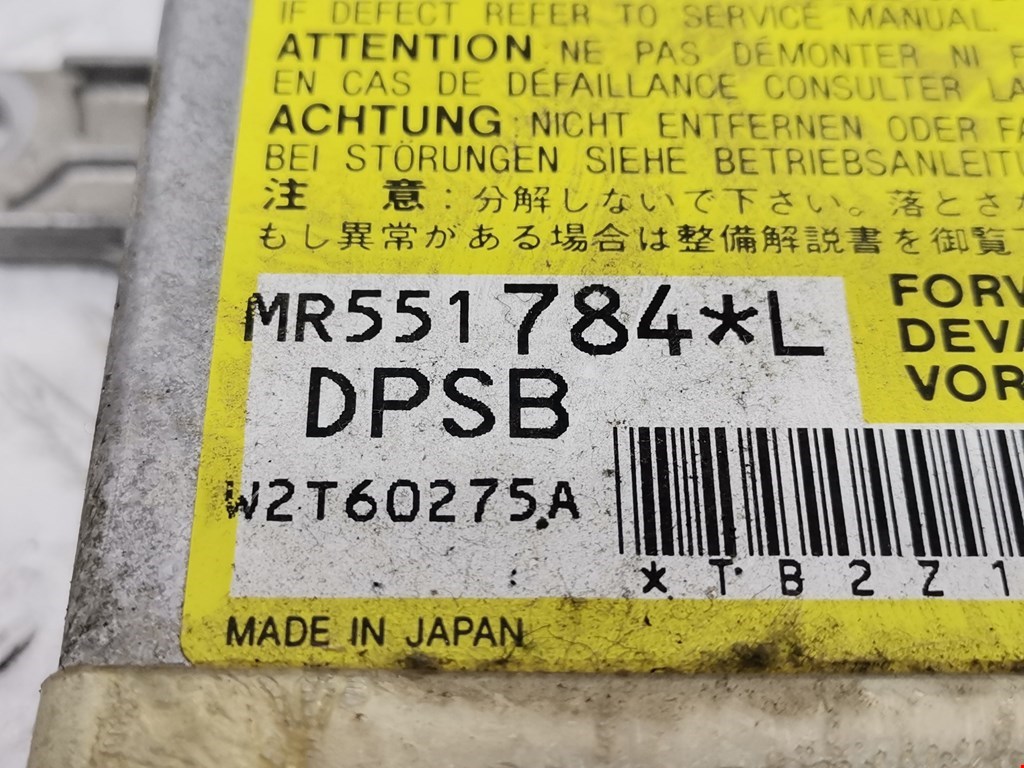 IF DEFECT REFER TO SERVICE MANUAL.
ATTENTION : NE PAS DÉMONTER NI
EN CAS DE DÉFAILLANCE CONSULTER
ACHTUNG : NICHT ENTFERNEN ODER
BEI STÖRUNGEN SIEHE
注 意 : 分解しないで下さい。落とさ
もし異常がある場合は整備解説書を御覧
MR551784*L
DPSB
FORV
DEVA
VOR
W2T60275A
*TB2Z1
MADE IN JAPAN